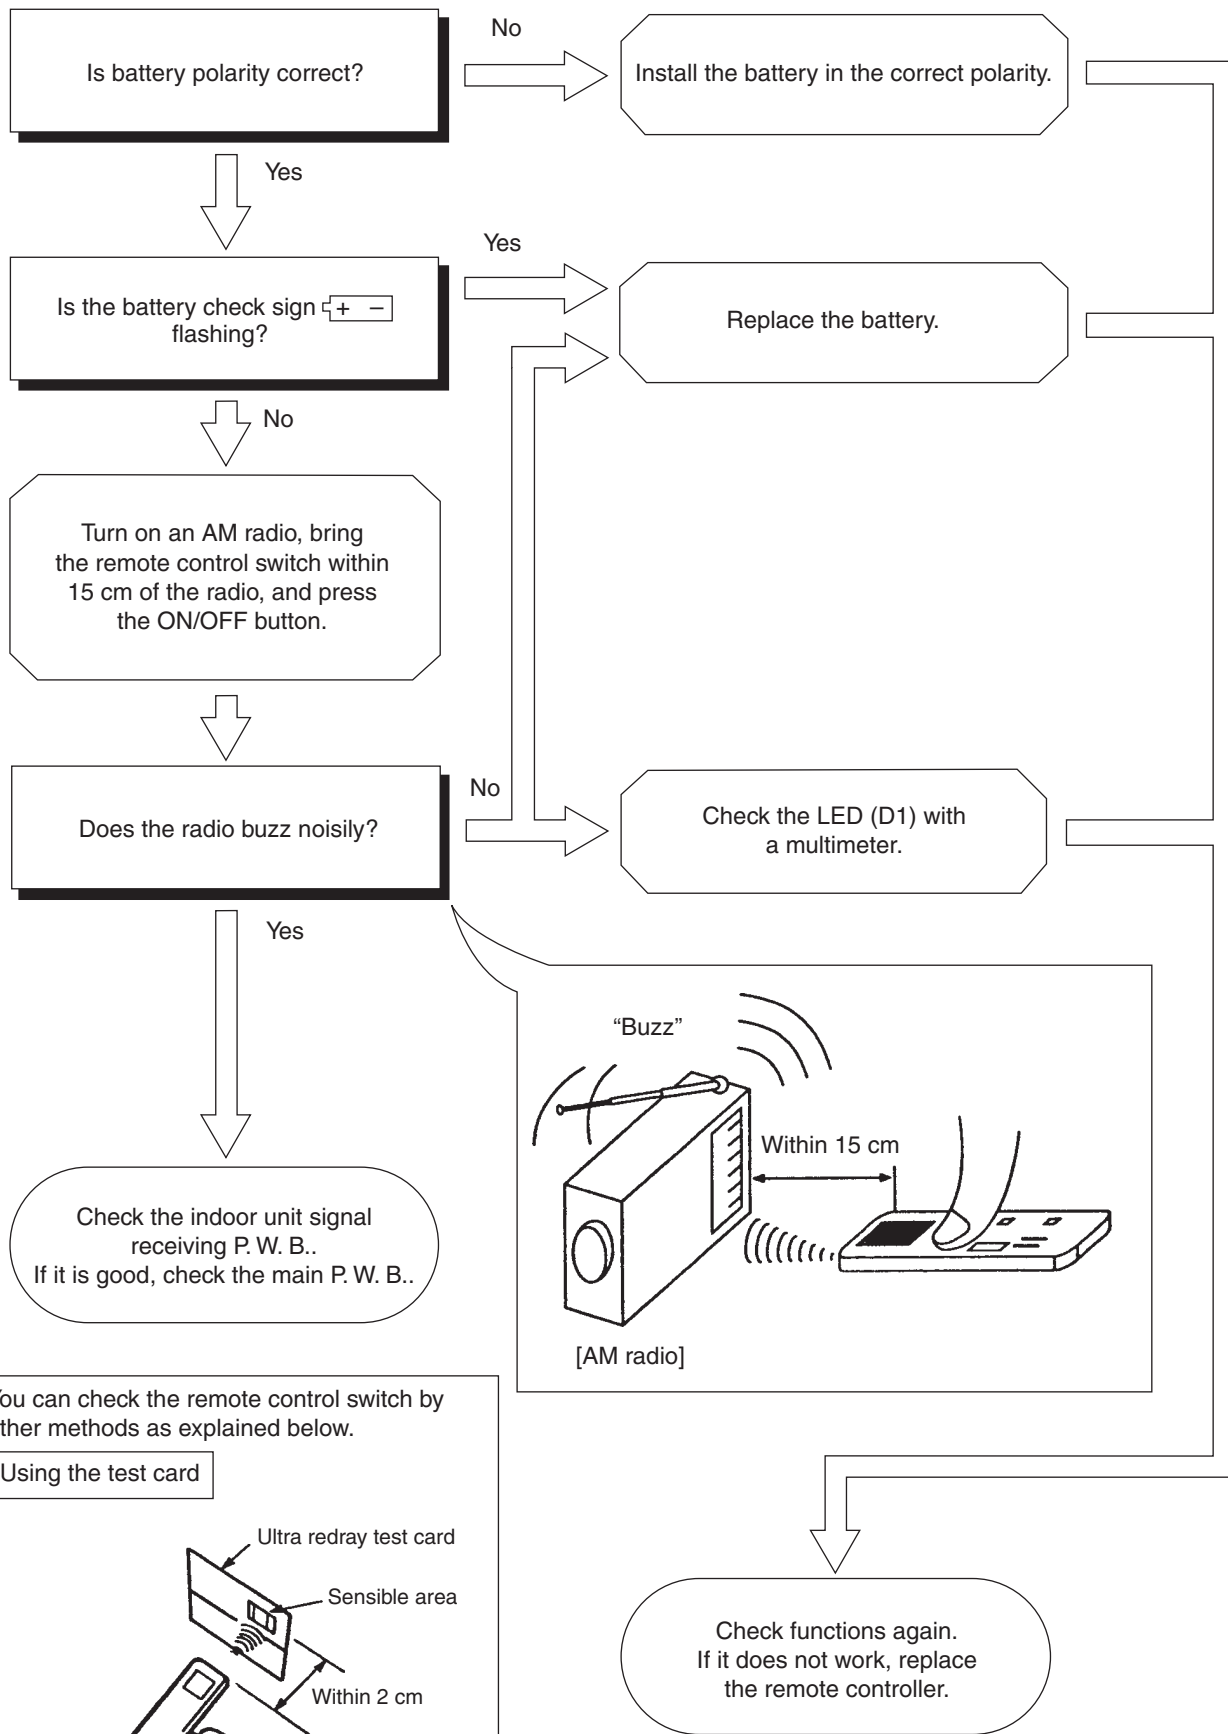 Is battery polarity correct?
No
Install the battery in the correct polarity.
Yes
Is the battery check sign + −
flashing?
Yes
Replace the battery.
No
Turn on an AM radio, bring
the remote control switch within
15 cm of the radio, and press
the ON/OFF button.
Does the radio buzz noisily?
No
Check the LED (D1) with
a multimeter.
Yes
“Buzz”
Within 15 cm
[AM radio]
Check the indoor unit signal
receiving P. W. B..
If it is good, check the main P. W. B..
ou can check the remote control switch by
ther methods as explained below.
Using the test card
Ultra redray test card
Sensible area
Within 2 cm
Check functions again.
If it does not work, replace
the remote controller.